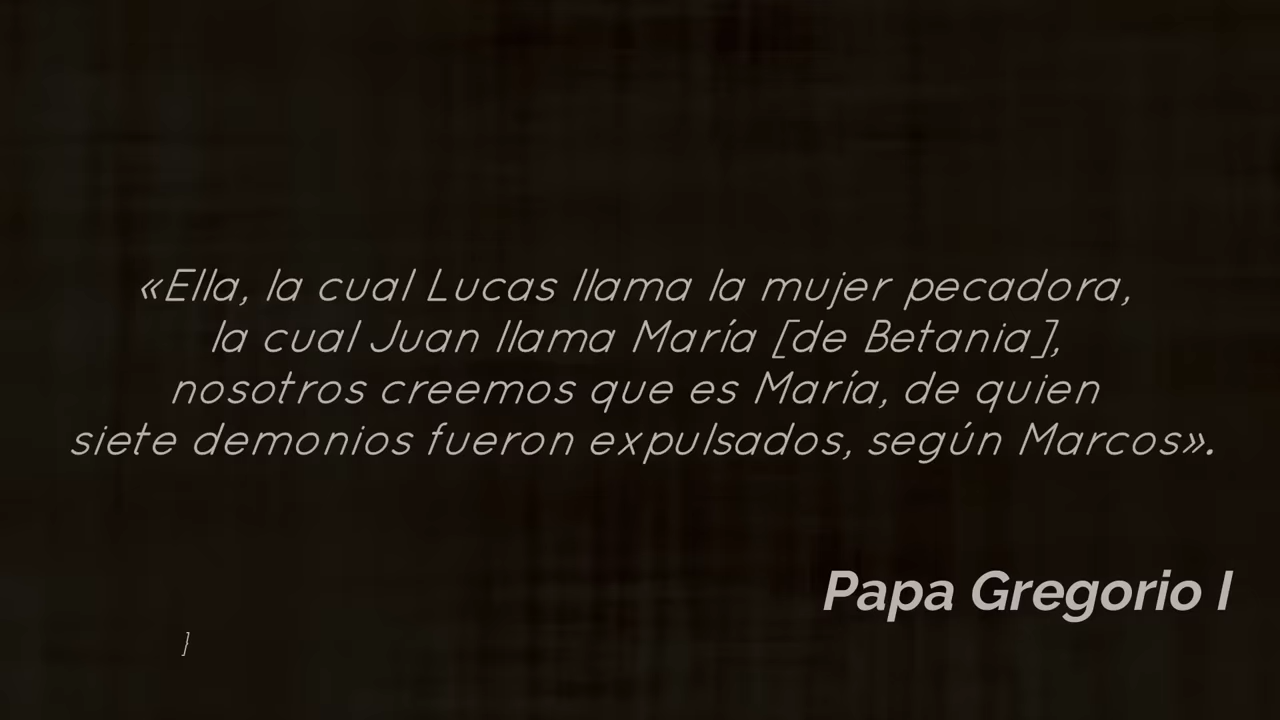 «Ella, la cual Lucas llama la mujer pecadora,
la cual Juan llama María [de Betania],
nosotros creemos que es María, de quien
siete demonios fueron expulsados, según Marcos».
Papa Gregorio I
}